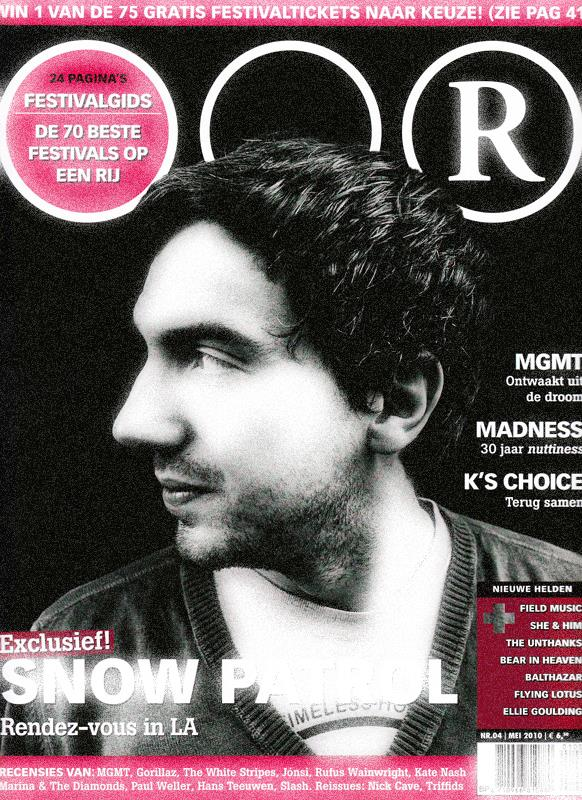 WIN 1 VAN DE 75 GRATIS FESTIVALTICKETS NAAR KEUZE! (ZIE PAG 41
24 PAGINA'S
FESTIVALGIDS
DE 70 BESTE
FESTIVALS OP
EEN RIJ
R
MGMT
Ontwaakt uit
de droom
MADNESS
30 jaar nuttiness
K'S CHOICE
Terug samen
NIEUWE HELDEN
FIELD MUSIC
SHE & HIM
THE UNTHANKS
BEAR IN HEAVEN
BALTHAZAR
FLYING LOTUS
ELLIE GOULDING
NR.04 | MEI 2010 | € 6,50
Exclusief!
SNOW PATROL
Rendez-vous in LA
RECENSIES VAN: MGMT, Gorillaz, The White Stripes, Jónsi, Rufus Wainwright, Kate Nash
Marina & The Diamonds, Paul Weller, Hans Teeuwen, Slash. Reissues: Nick Cave, Triffids